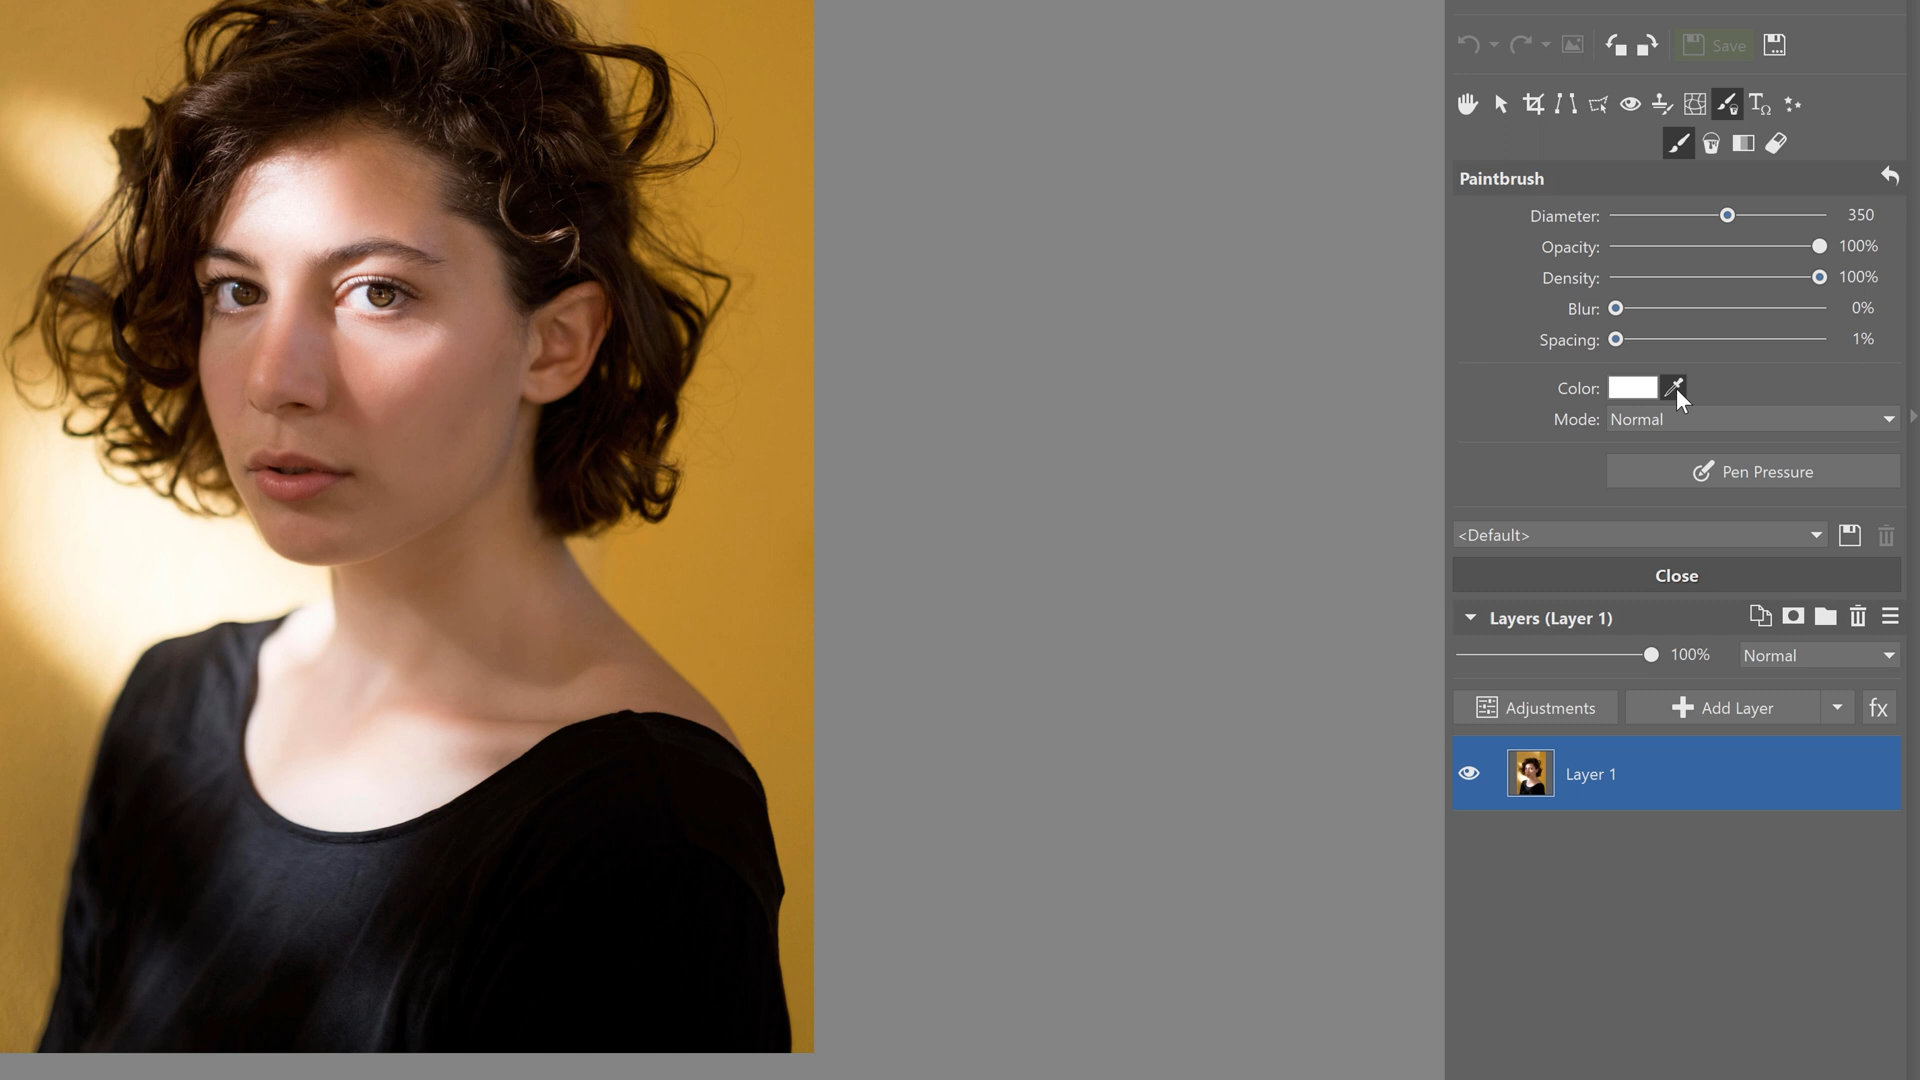 Save
Paintbrush
Diameter: 350
Opacity: 100%
Density: 100%
Blur: 0%
Spacing: 1%
Color:
Mode: Normal
Pen Pressure
<Default>
Close
Layers (Layer 1)
100% Normal
Adjustments Add Layer fx
Layer 1